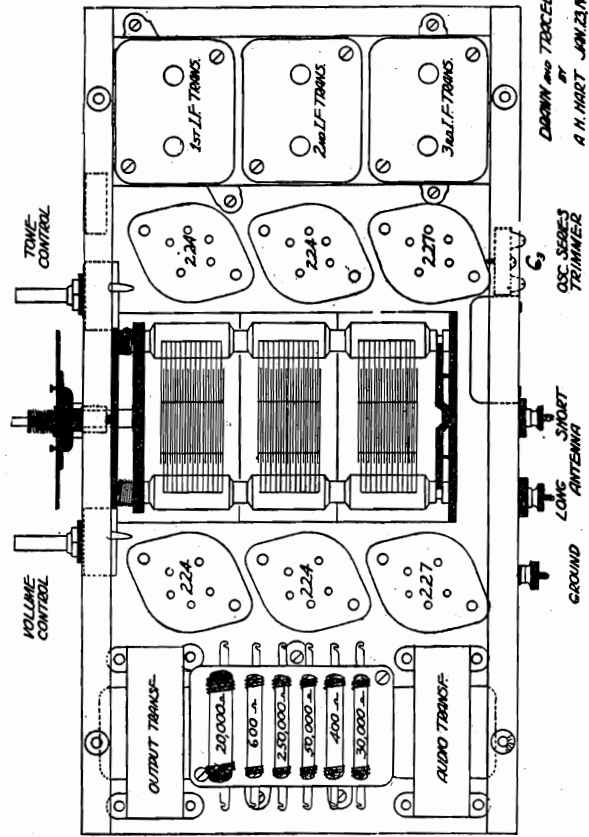 TONE
CONTROL
VOLUME
CONTROL
1ST I.F. TRANS.
2ND I.F. TRANS.
3RD I.F. TRANS.
224
224
227
224
224
227
OUTPUT TRANSF.
20,000 Ω
600 Ω
250,000 Ω
50,000 Ω
400 Ω
30,000 Ω
AUDIO TRANSF.
GROUND
LONG SHORT
ANTENNA
C3
OSC. SERIES
TRIMMER
DRAWN AND TRACED
BY
A.M. HART JAN. 23,